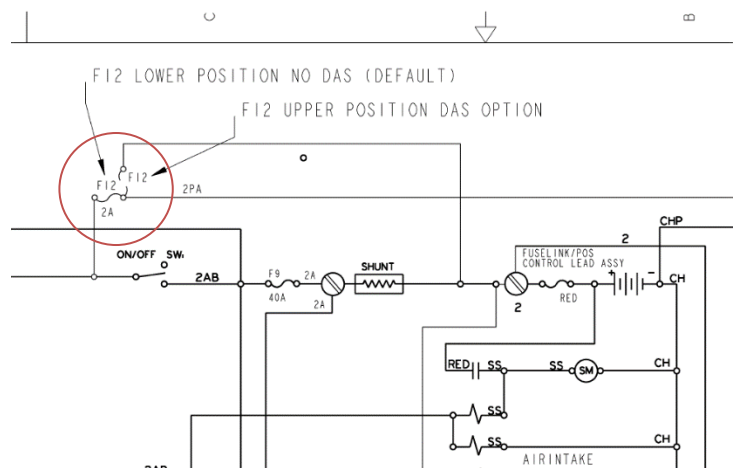 C
B
F12 LOWER POSITION NO DAS (DEFAULT)
F12 UPPER POSITION DAS OPTION
F12
F12
2PA
2A
CHP
ON/OFF SW1
2AB
F9
40A
2A
2A
SHUNT
FUSELINK/POS
CONTROL LEAD ASSY
2
2
RED
+
-
CH
RED
SS
SS
SM
CH
SS
SS
CH
AIRINTAKE